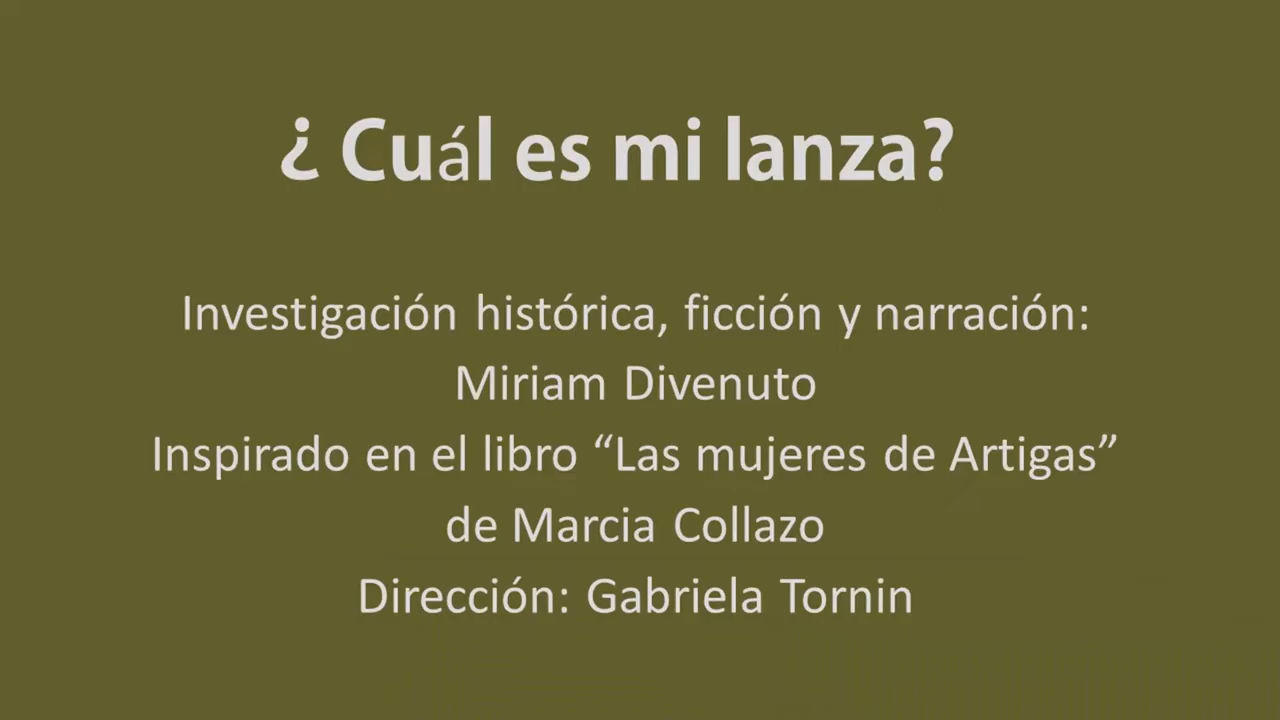 ¿ Cuál es mi lanza?
Investigación histórica, ficción y narración:
Miriam Divenuto
Inspirado en el libro “Las mujeres de Artigas”
de Marcia Collazo
Dirección: Gabriela Tornin